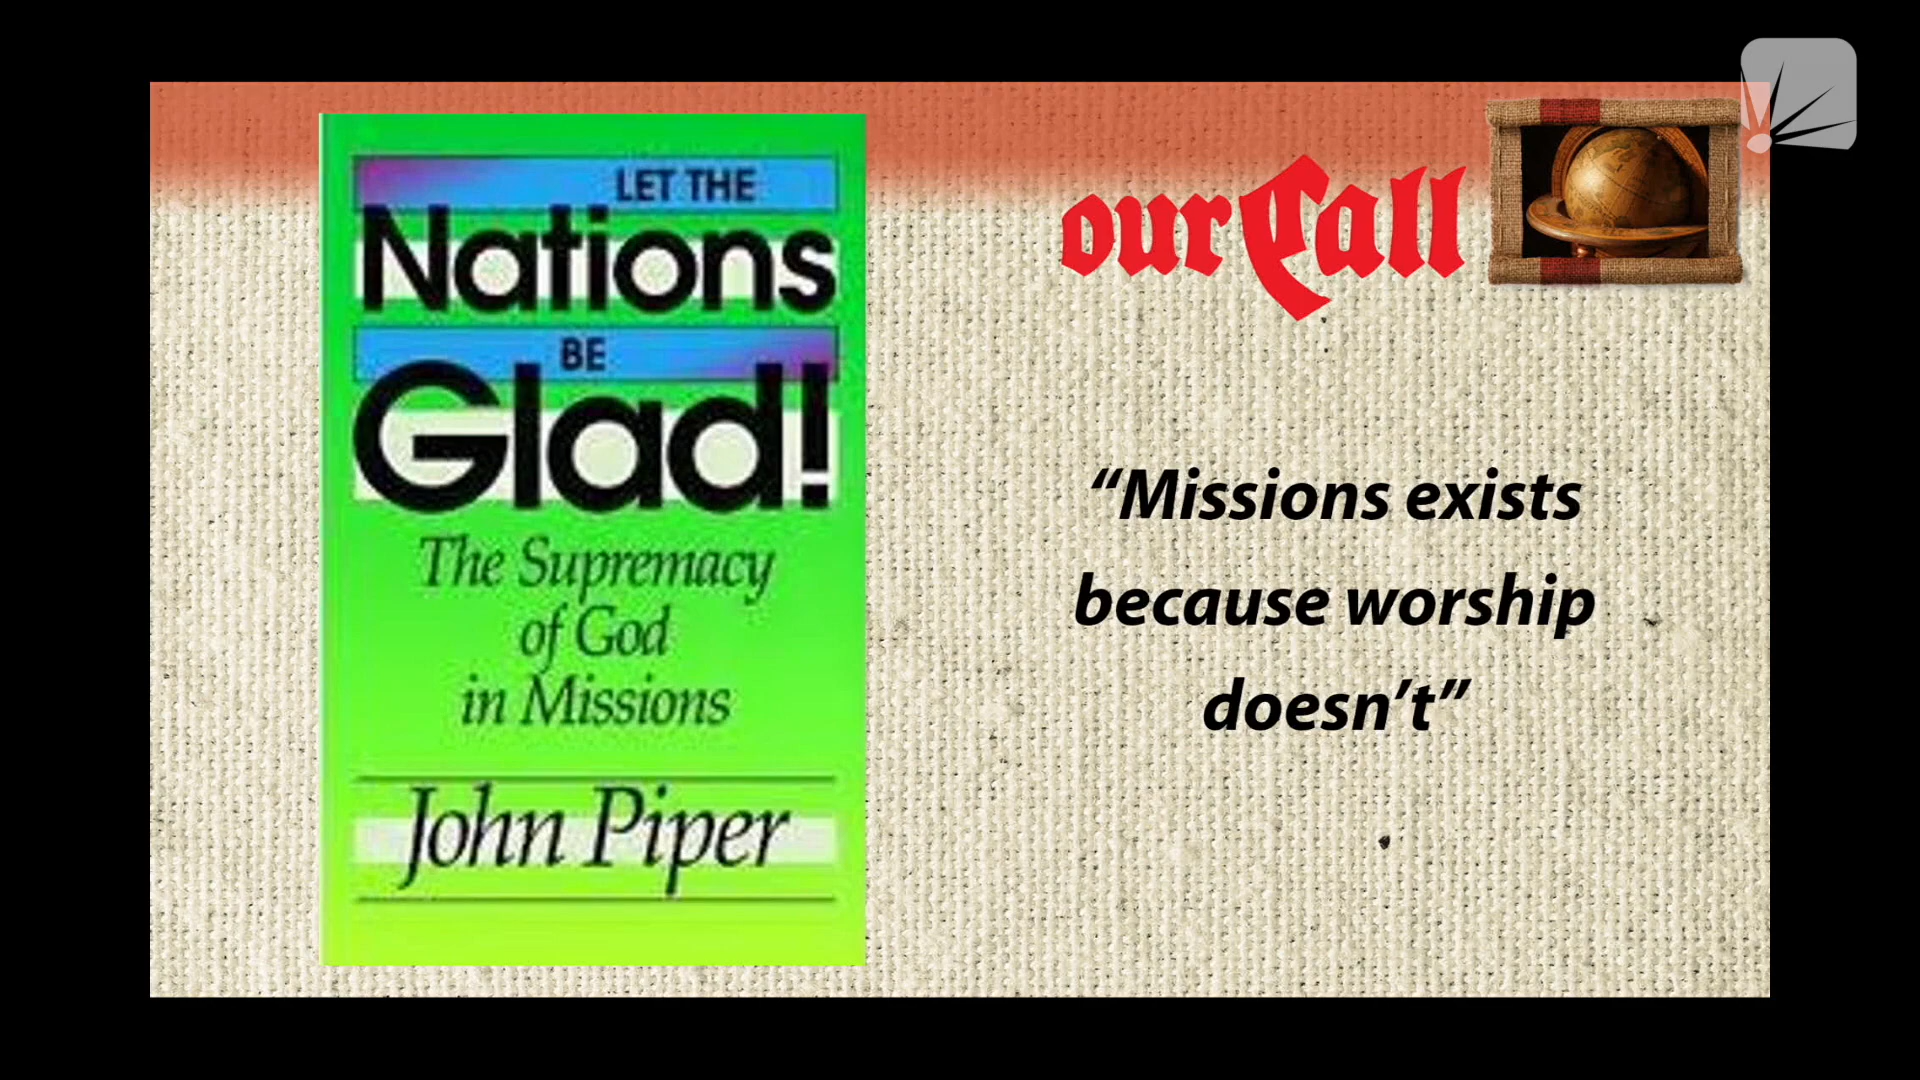 LET THE
Nations
BE
Glad!
The Supremacy
of God
in Missions
John Piper
ourCall
“Missions exists
because worship
doesn’t”